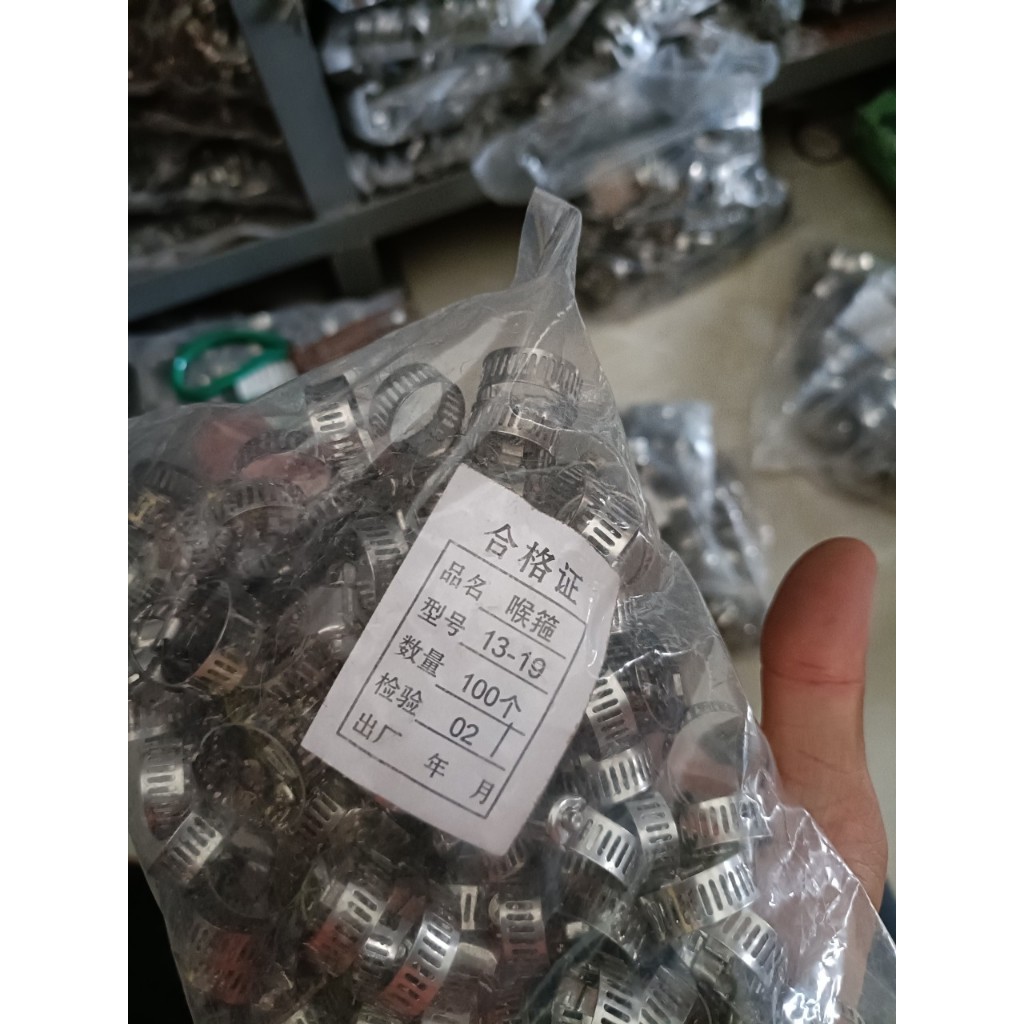 合格证
品名 喉箍
型号 13-19
数量 100个
检验 02
出厂 年 月